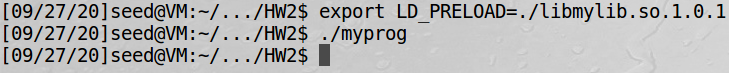 [09/27/20]seed@VM:~/.../HW2$ export LD_PRELOAD=./libmylib.so.1.0.1
[09/27/20]seed@VM:~/.../HW2$ ./myprog
[09/27/20]seed@VM:~/.../HW2$